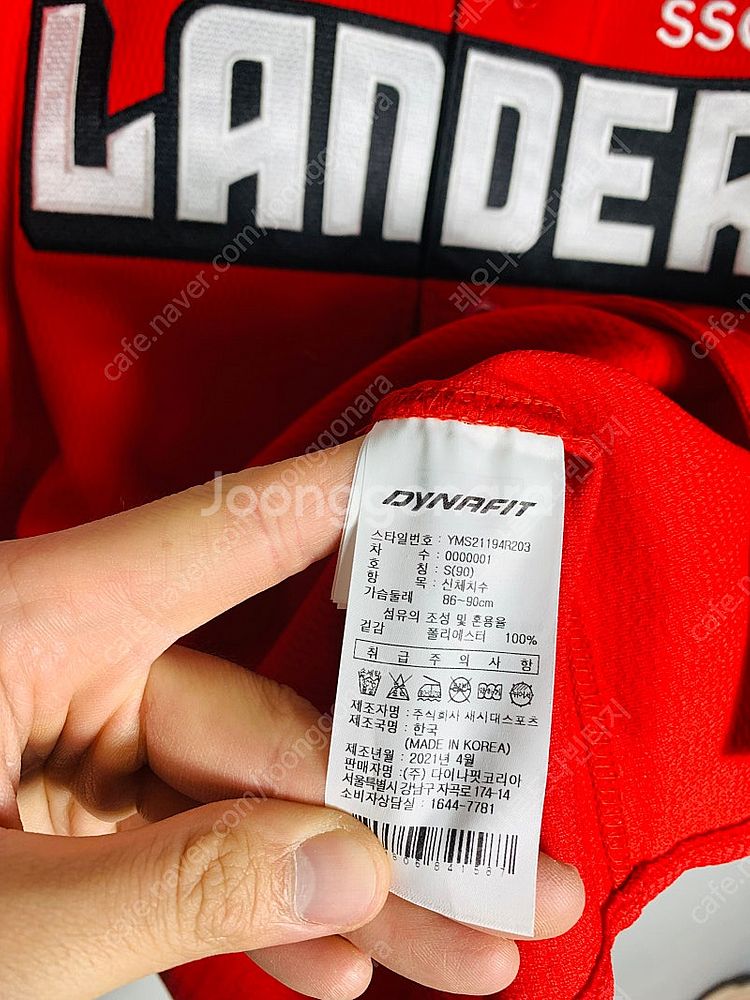 SSG
LANDER
DYNAFIT
스타일번호 : YMS21194R203
차 수 : 0000001
호 칭 : S(90)
항 목 : 신체치수
가슴둘레 86~90cm
섬유의 조성 및 혼용율
겉감 폴리에스터 100%
취 급 주 의 사 항
제조자명 : 주식회사 새시대스포츠
제조국명 : 한국
(MADE IN KOREA)
제조년월 : 2021년 4월
판매자명 : (주) 다이나핏코리아
서울특별시 강남구 자곡로 174-14
소비자상담실 : 1644-7781
Joonggonara
cafe.naver.com/joonggonara